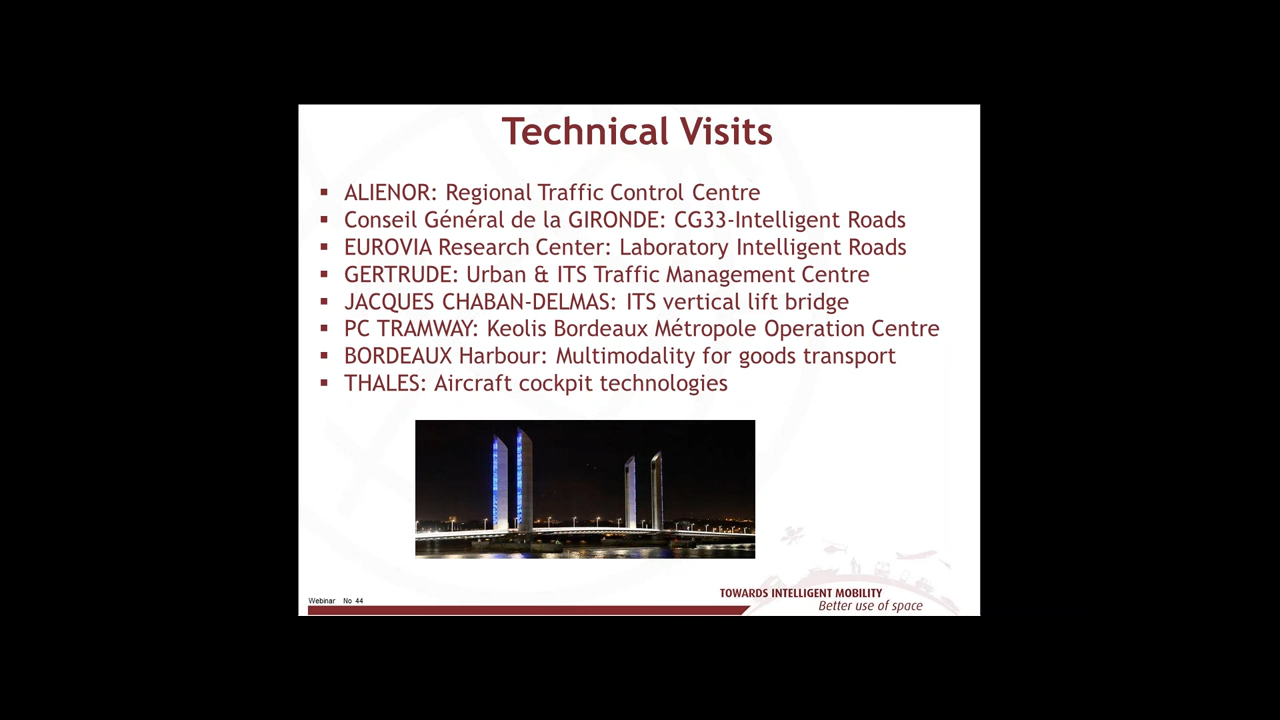 Technical Visits
▪ ALIENOR: Regional Traffic Control Centre
▪ Conseil Général de la GIRONDE: CG33-Intelligent Roads
▪ EUROVIA Research Center: Laboratory Intelligent Roads
▪ GERTRUDE: Urban & ITS Traffic Management Centre
▪ JACQUES CHABAN-DELMAS: ITS vertical lift bridge
▪ PC TRAMWAY: Keolis Bordeaux Métropole Operation Centre
▪ BORDEAUX Harbour: Multimodality for goods transport
▪ THALES: Aircraft cockpit technologies
Webinar No 44
TOWARDS INTELLIGENT MOBILITY
Better use of space